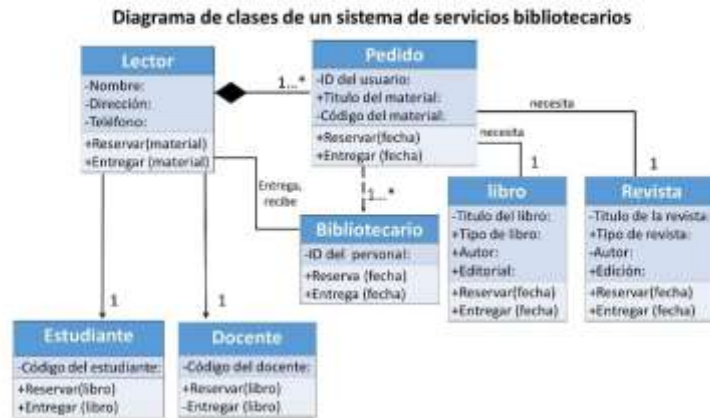 Diagrama de clases de un sistema de servicios bibliotecarios
Lector
-Nombre:
-Dirección:
-Teléfono:
+Reservar(material)
+Entregar (material)
1...*
Pedido
-ID del usuario:
+Titulo del material:
-Código del material:
+Reservar(fecha)
+Entregar (fecha)
necesita
necesita
1
1
Entrega,
recibe
1...*
Bibliotecario
-ID del personal:
+Reserva (fecha)
+Entrega (fecha)
libro
-Titulo del libro:
+Tipo de libro:
+Autor:
+Editorial:
+Reservar(fecha)
+Entregar (fecha)
Revista
-Titulo de la revista:
+Tipo de revista:
-Autor:
+Edición:
+Reservar(fecha)
+Entregar (fecha)
1
1
Estudiante
-Código del estudiante:
+Reservar(libro)
+Entregar (libro)
Docente
-Código del docente:
+Reservar(libro)
-Entregar (libro)